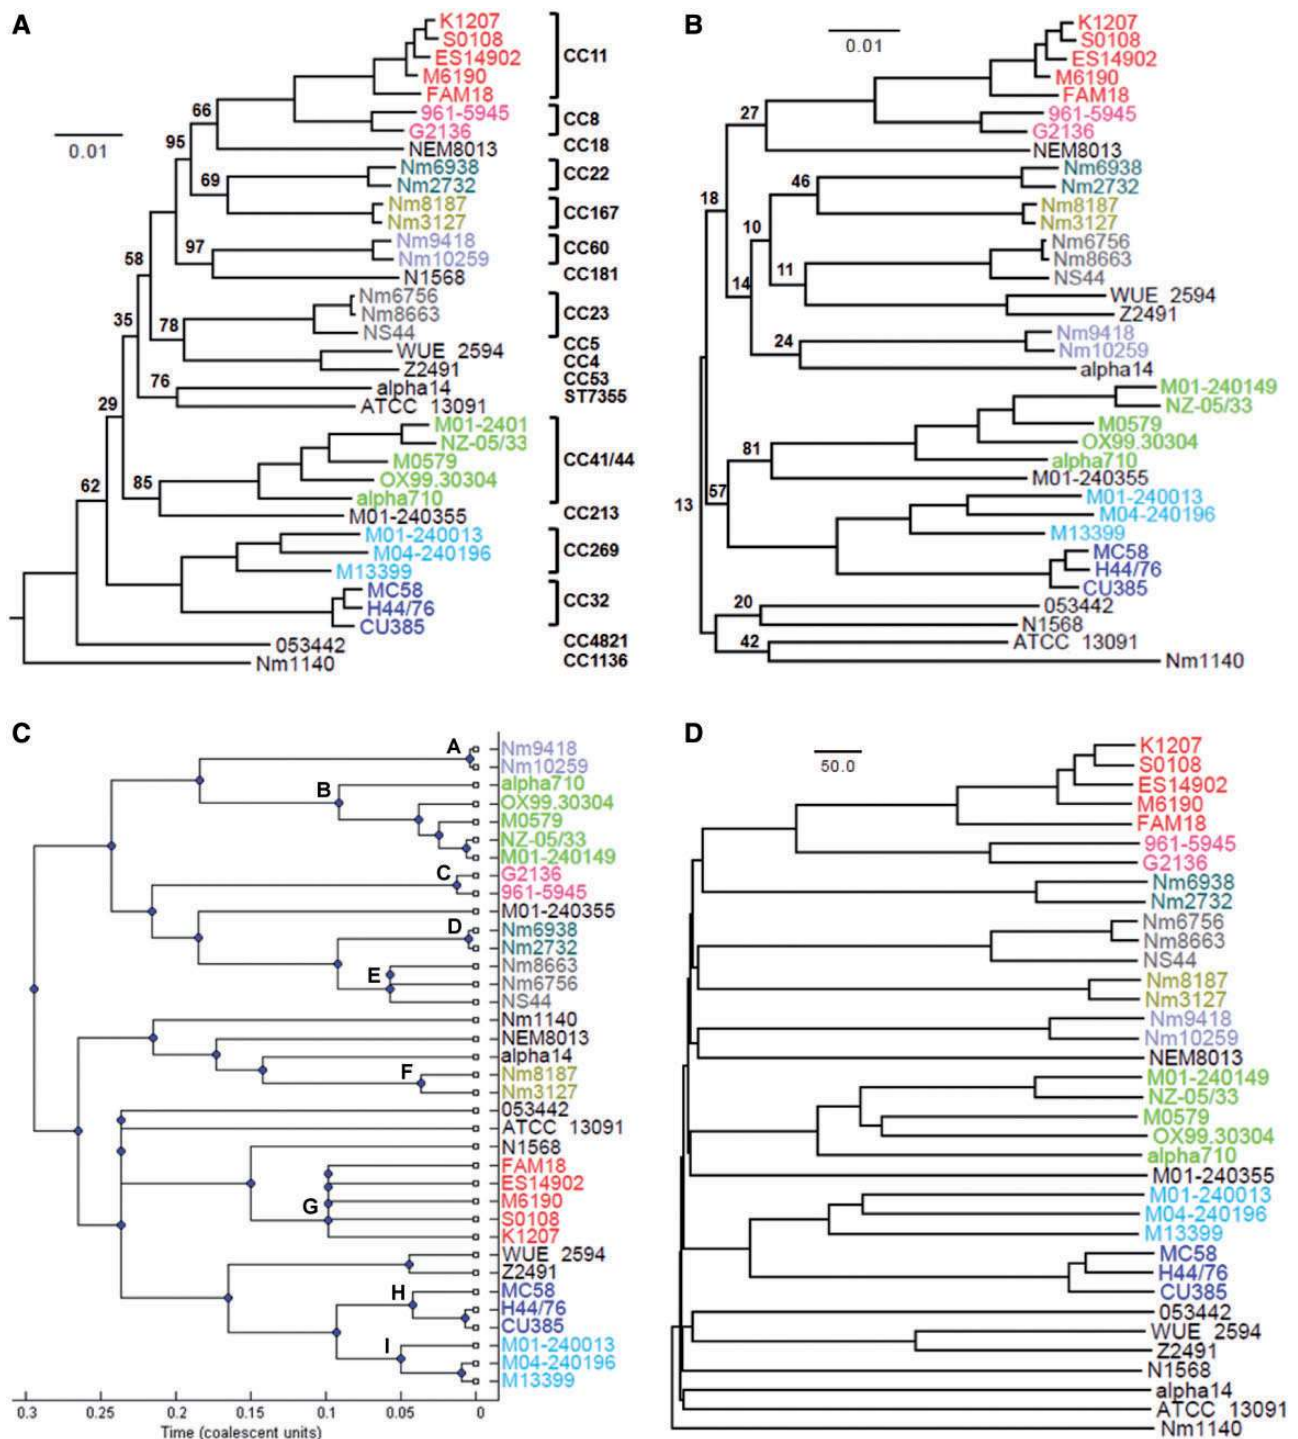 A
K1207
S0108
ES14902
M6190
FAM18
961-5945
G2136
NEM8013
Nm6938
Nm2732
Nm8187
Nm3127
Nm9418
Nm10259
N1568
Nm6756
Nm8663
NS44
WUE 2594
Z2491
alpha14
ATCC 13091
M01-2401
NZ-05/33
M0579
OX99.30304
alpha710
M01-240355
M01-240013
M04-240196
M13399
MC58
H44/76
CU385
053442
Nm1140
0.01
66
95
69
97
58
35
78
76
29
85
62
CC11
CC8
CC18
CC22
CC167
CC60
CC181
CC23
CC5
CC4
CC53
ST7355
CC41/44
CC213
CC269
CC32
CC4821
CC1136
B
0.01
K1207
S0108
ES14902
M6190
FAM18
961-5945
G2136
NEM8013
Nm6938
Nm2732
Nm8187
Nm3127
Nm6756
Nm8663
NS44
WUE 2594
Z2491
Nm9418
Nm10259
alpha14
M01-240149
NZ-05/33
M0579
OX99.30304
alpha710
M01-240355
M01-240013
M04-240196
M13399
MC58
H44/76
CU385
053442
N1568
ATCC 13091
Nm1140
27
46
18
10
11
14
24
81
57
13
20
42
C
A
B
C
D
E
F
G
H
I
Nm9418
Nm10259
alpha710
OX99.30304
M0579
NZ-05/33
M01-240149
G2136
961-5945
M01-240355
Nm6938
Nm2732
Nm8663
Nm6756
NS44
Nm1140
NEM8013
alpha14
Nm8187
Nm3127
053442
ATCC 13091
N1568
FAM18
ES14902
M6190
S0108
K1207
WUE 2594
Z2491
MC58
H44/76
CU385
M01-240013
M04-240196
M13399
0.3 0.25 0.2 0.15 0.1 0.05 0
Time (coalescent units)
D
50.0
K1207
S0108
ES14902
M6190
FAM18
961-5945
G2136
Nm6938
Nm2732
Nm6756
Nm8663
NS44
Nm8187
Nm3127
Nm9418
Nm10259
NEM8013
M01-240149
NZ-05/33
M0579
OX99.30304
alpha710
M01-240355
M01-240013
M04-240196
M13399
MC58
H44/76
CU385
053442
WUE 2594
Z2491
N1568
alpha14
ATCC 13091
Nm1140